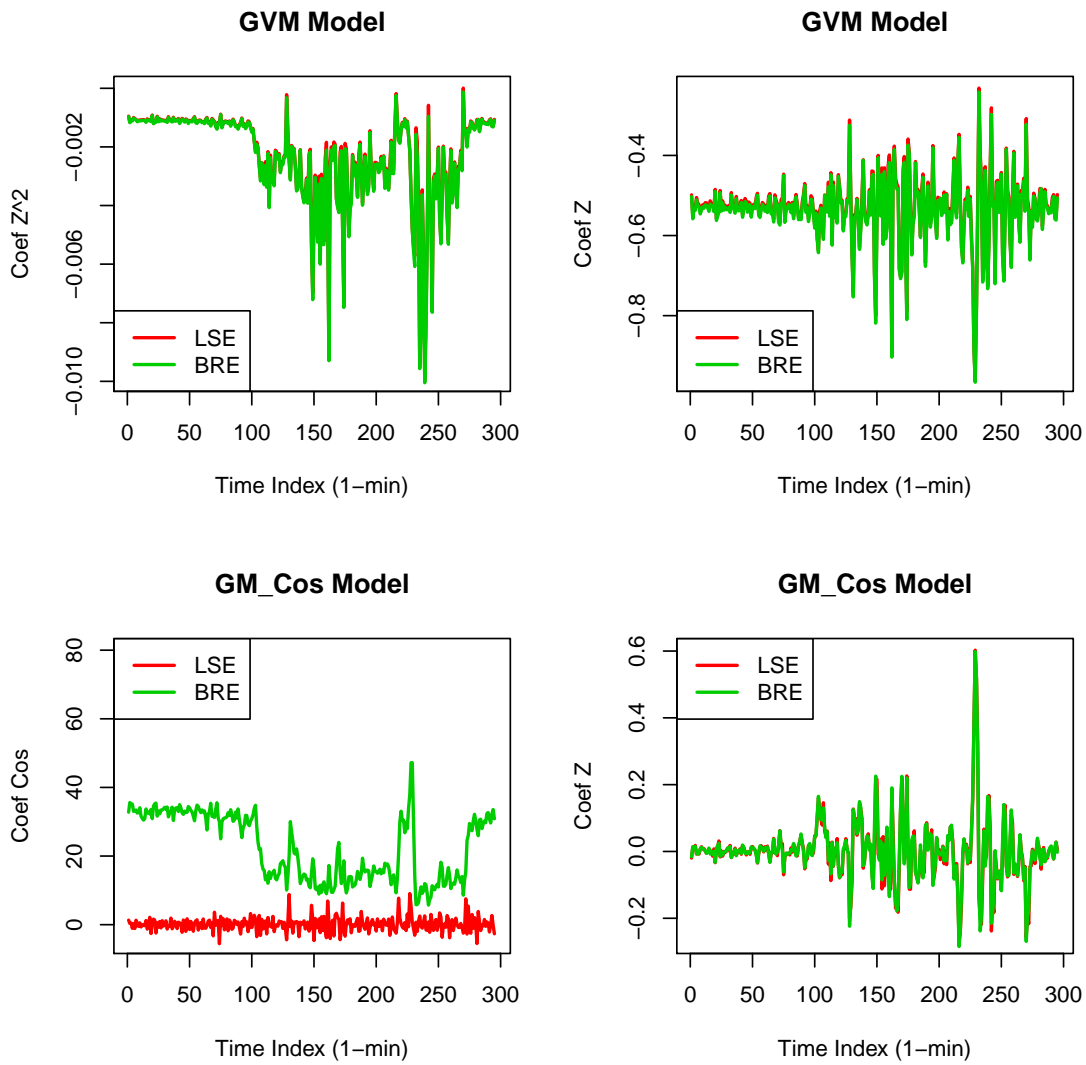 GVM Model
Coef Z^2
−0.002
−0.006
−0.010
LSE
BRE
0 50 100 150 200 250 300
Time Index (1−min)
GVM Model
Coef Z
−0.4
−0.6
−0.8
LSE
BRE
0 50 100 150 200 250 300
Time Index (1−min)
GM_Cos Model
Coef Cos
80
60
40
20
0
LSE
BRE
0 50 100 150 200 250 300
Time Index (1−min)
GM_Cos Model
Coef Z
0.6
0.4
0.2
0.0
−0.2
LSE
BRE
0 50 100 150 200 250 300
Time Index (1−min)